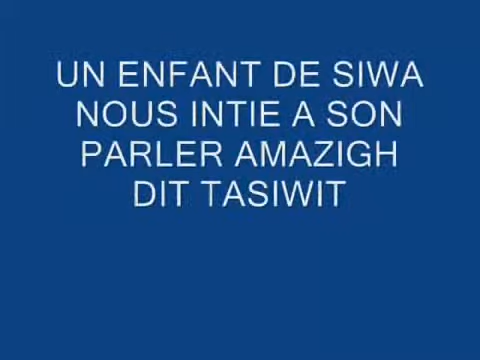 UN ENFANT DE SIWA
NOUS INTIE A SON
PARLER AMAZIGH
DIT TASIWIT